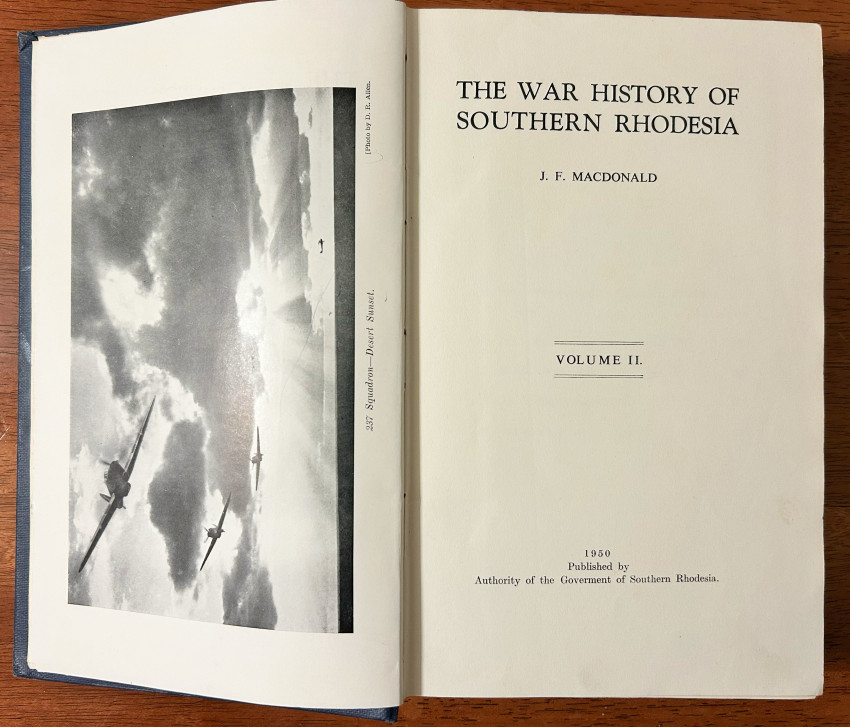 [Photo by D. R. Allen.
237 Squadron—Desert Sunset.
THE WAR HISTORY OF
SOUTHERN RHODESIA
J. F. MACDONALD
VOLUME II.
1950
Published by
Authority of the Goverment of Southern Rhodesia.